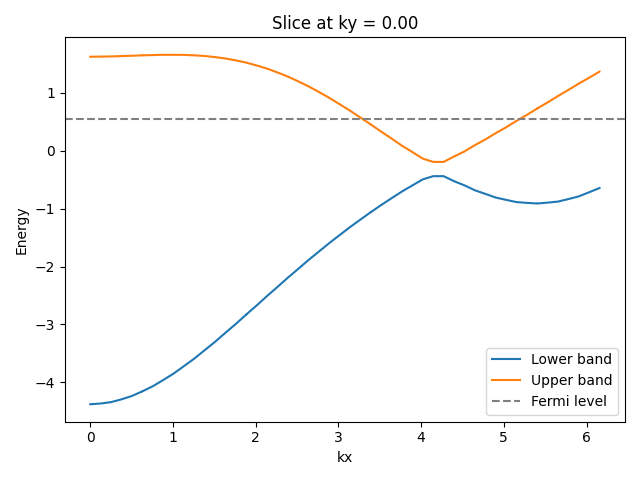 Slice at ky = 0.00
Energy
1
0
−1
−2
−3
−4
0
1
2
3
4
5
6
kx
Lower band
Upper band
Fermi level